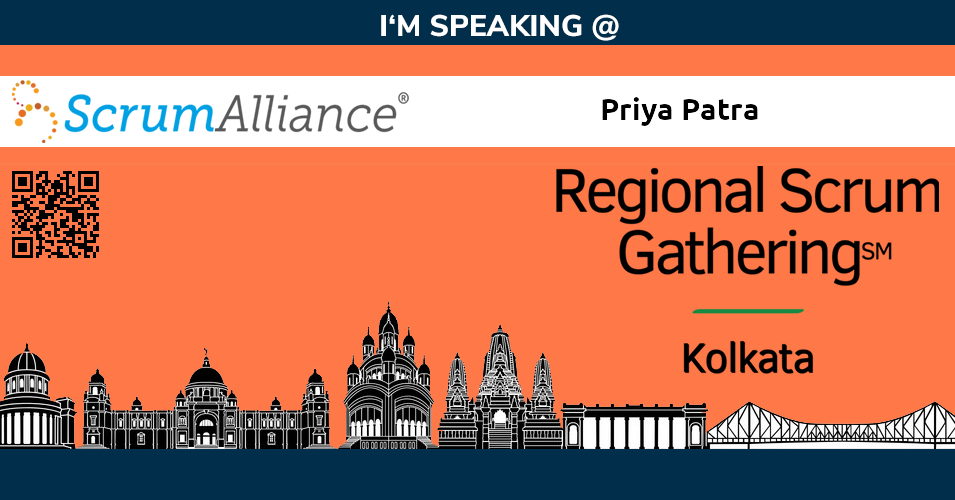 I‘M SPEAKING @
ScrumAlliance®
Priya Patra
Regional Scrum
Gathering℠
Kolkata